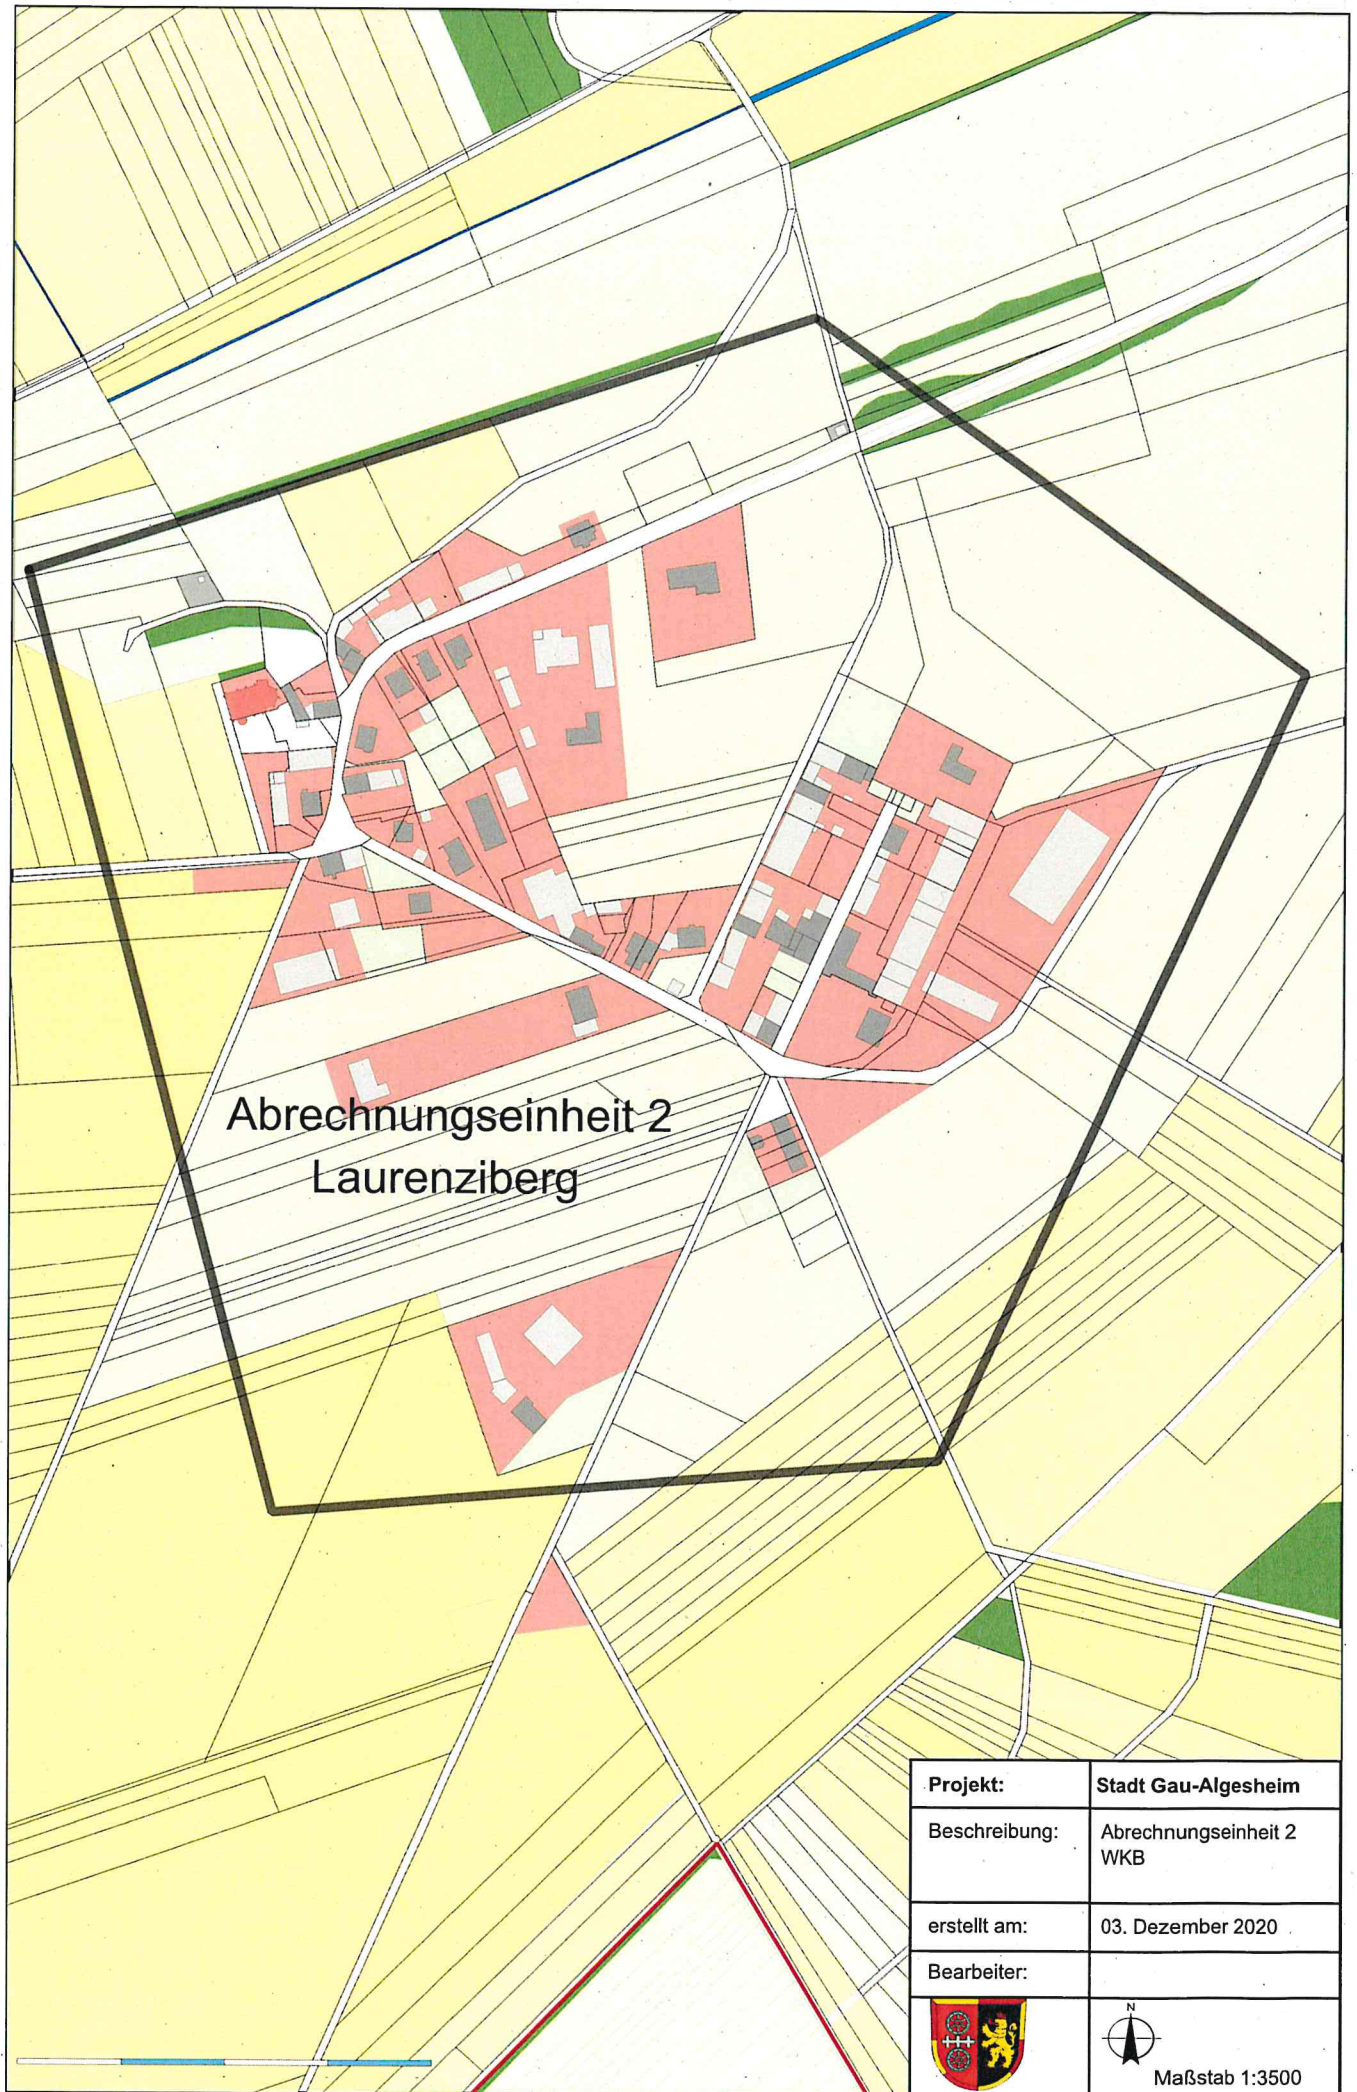 Abrechnungseinheit 2
Laurenziberg
Projekt: Stadt Gau-Algesheim
Beschreibung: Abrechnungseinheit 2
WKB
erstellt am: 03. Dezember 2020
Bearbeiter:
N
Maßstab 1:3500